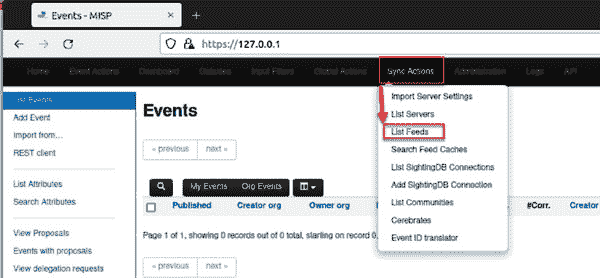 Events - MISP
https://127.0.0.1
Home Event Actions Dashboard Galaxies Input Filters Global Actions Sync Actions Administration Logs API
List Events
Add Event
Import from...
REST client
List Attributes
Search Attributes
View Proposals
Events with proposals
View delegation requests
Events
« previous next »
My Events Org Events
Published Creator org Owner org #Corr. Creator
Page 1 of 1, showing 0 records out of 0 total, starting on record 0,
« previous next »
Import Server Settings
List Servers
List Feeds
Search Feed Caches
List SightingDB Connections
Add SightingDB Connection
List Communities
Cerebrates
Event ID translator